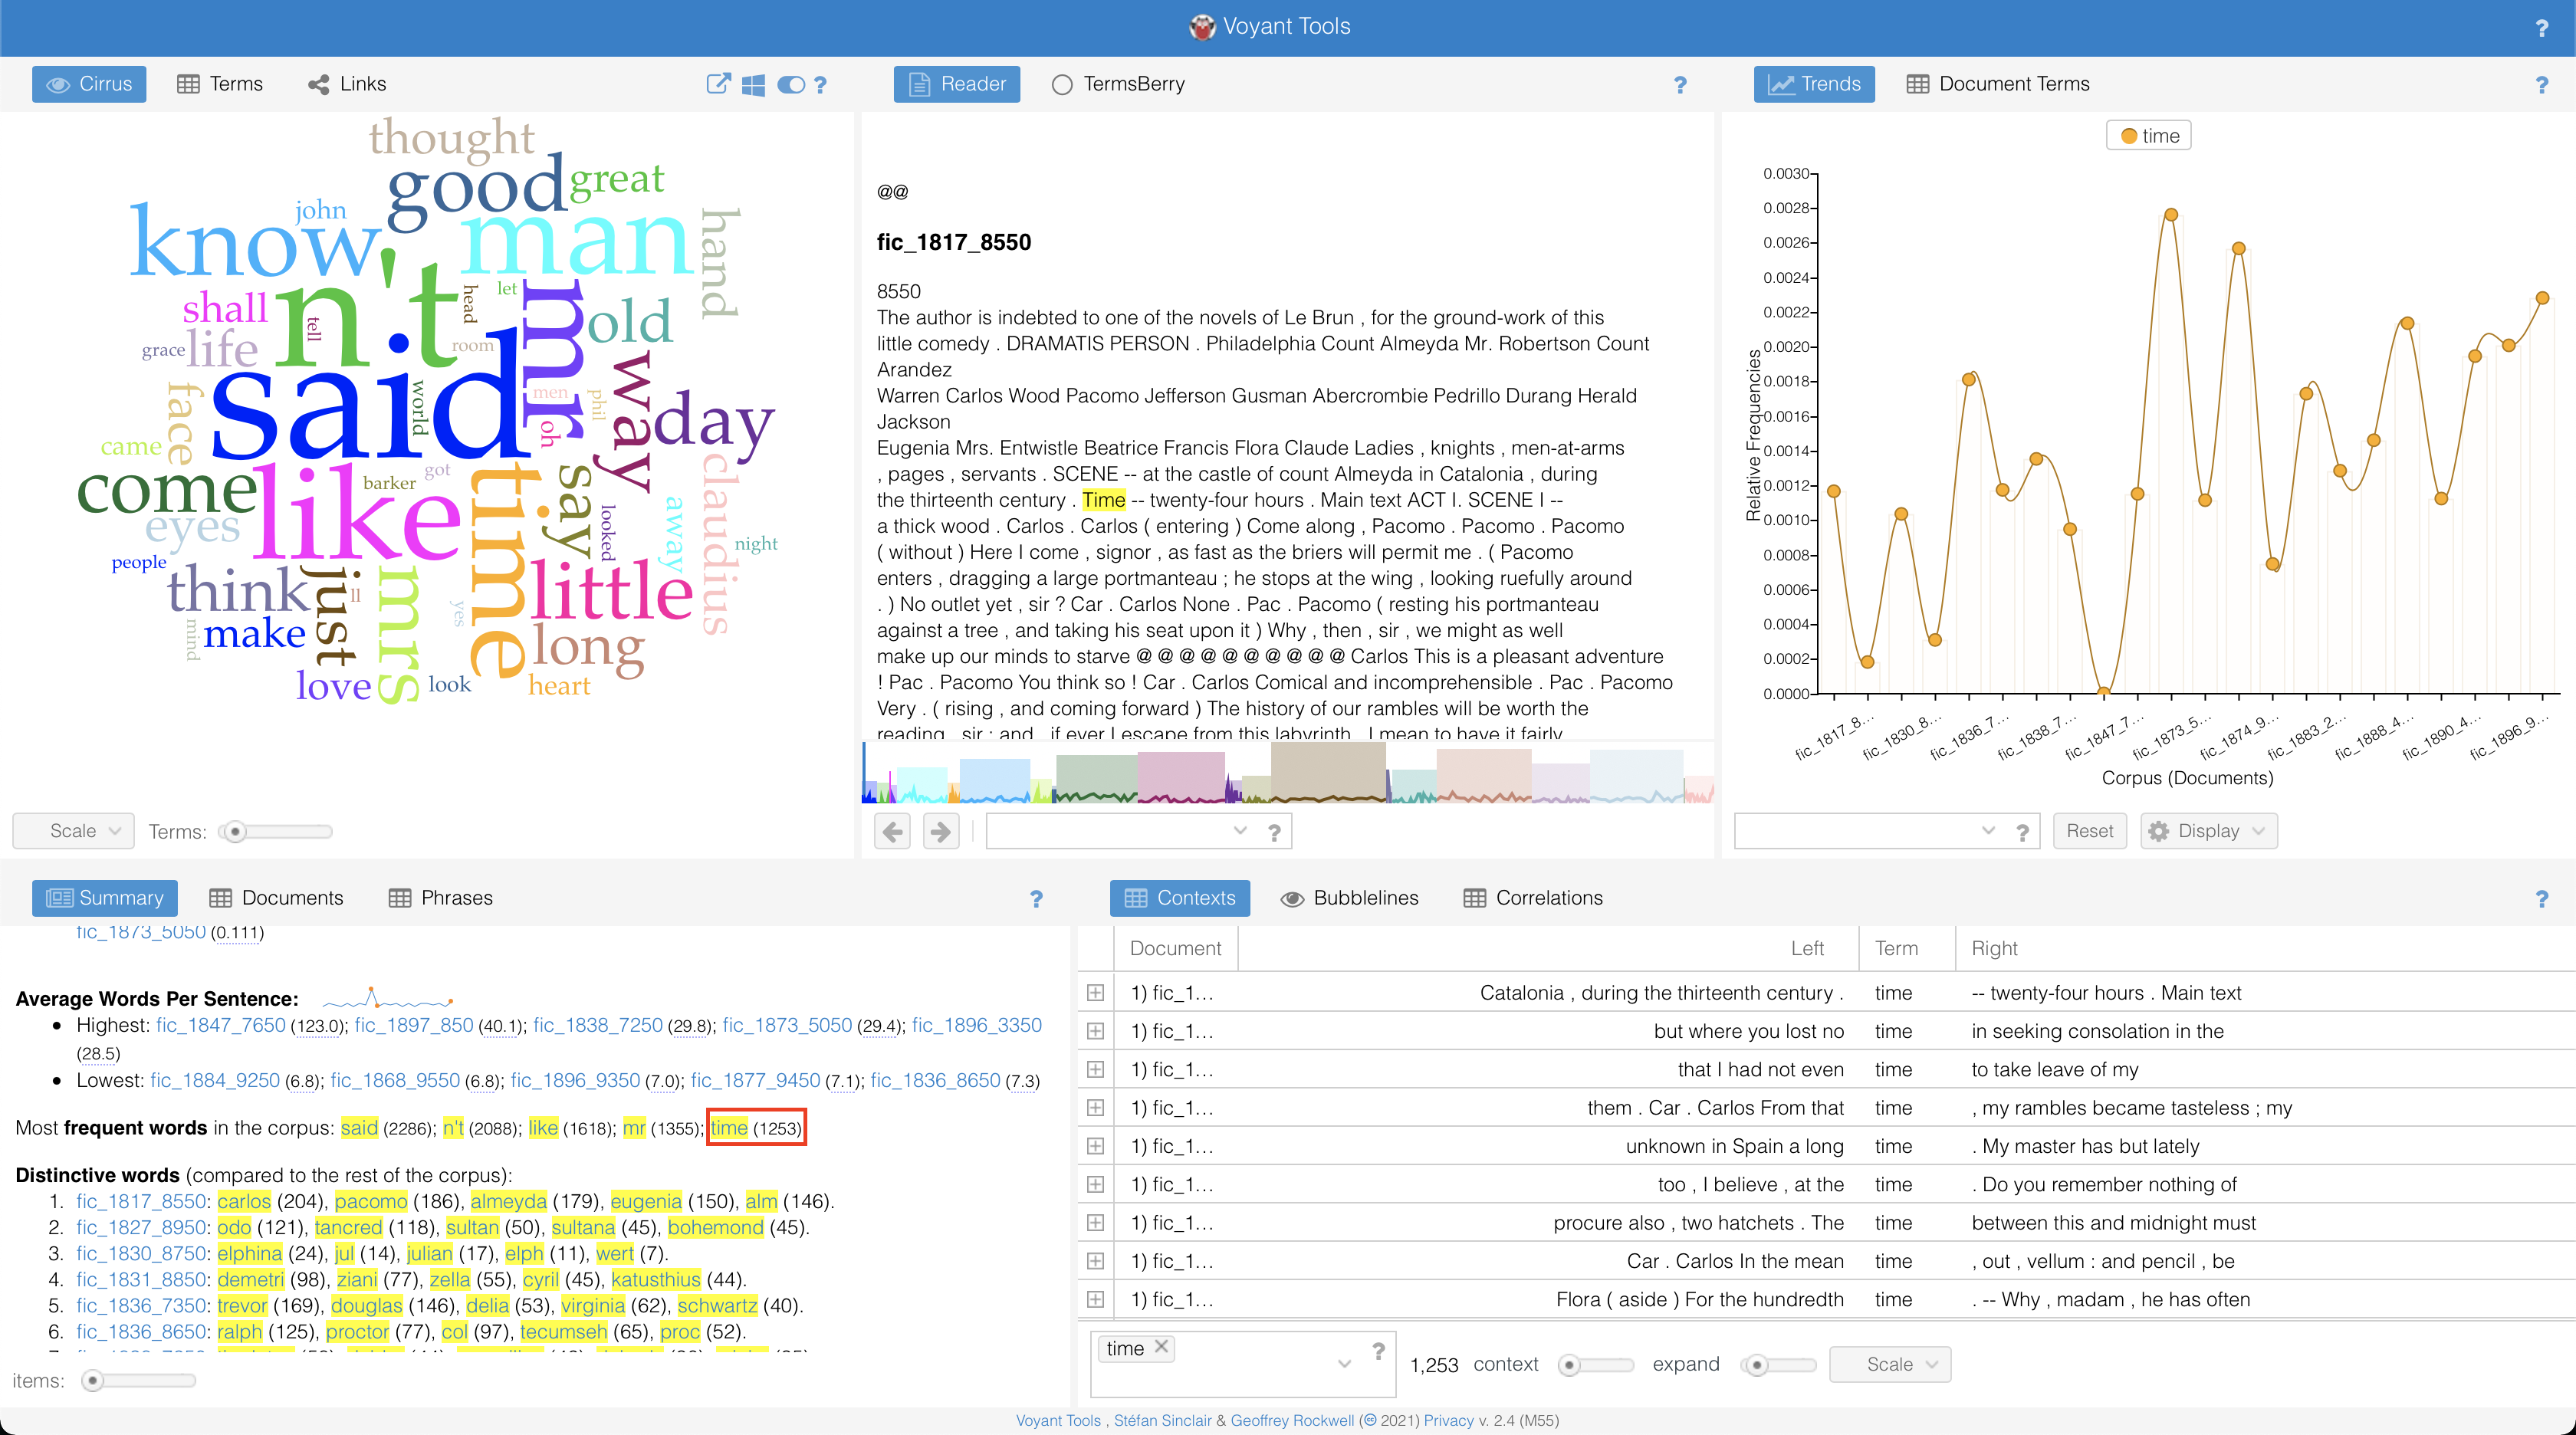 Voyant Tools
?
Cirrus Terms Links ?
thought
good great
john
know man hand
n't let head
shall tell mr old
grace life room
said world men phil way day
face oh
came claudius
come barker got time say
like looked away
eyes night
people
think just ll mrs yes little
mind make long
love look heart
Scale Terms:
Reader TermsBerry ?
@@
fic_1817_8550
8550
The author is indebted to one of the novels of Le Brun , for the ground-work of this
little comedy . DRAMATIS PERSON . Philadelphia Count Almeyda Mr. Robertson Count
Arandez
Warren Carlos Wood Pacomo Jefferson Gusman Abercrombie Pedrillo Durang Herald
Jackson
Eugenia Mrs. Entwistle Beatrice Francis Flora Claude Ladies , knights , men-at-arms
, pages , servants . SCENE -- at the castle of count Almeyda in Catalonia , during
the thirteenth century . Time -- twenty-four hours . Main text ACT I. SCENE I --
a thick wood . Carlos . Carlos ( entering ) Come along , Pacomo . Pacomo . Pacomo
( without ) Here I come , signor , as fast as the briers will permit me . ( Pacomo
enters , dragging a large portmanteau ; he stops at the wing , looking ruefully around
. ) No outlet yet , sir ? Car . Carlos None . Pac . Pacomo ( resting his portmanteau
against a tree , and taking his seat upon it ) Why , then , sir , we might as well
make up our minds to starve @ @ @ @ @ @ @ @ @ @ Carlos This is a pleasant adventure
! Pac . Pacomo You think so ! Car . Carlos Comical and incomprehensible . Pac . Pacomo
Very . ( rising , and coming forward ) The history of our rambles will be worth the
reading , sir ; and , if ever I escape from this labyrinth , I mean to have it fairly
?
Trends Document Terms ?
time
0.0030
0.0028
0.0026
0.0024
0.0022
0.0020
0.0018
0.0016
0.0014
0.0012
0.0010
0.0008
0.0006
0.0004
0.0002
0.0000
Relative Frequencies
fic_1817_8... fic_1830_8... fic_1836_7... fic_1838_7... fic_1847_7... fic_1873_5... fic_1874_9... fic_1883_2... fic_1888_4... fic_1890_4... fic_1896_9...
Corpus (Documents)
? Reset Display
Summary Documents Phrases ?
fic_1873_5050 (0.111)
Average Words Per Sentence:
• Highest: fic_1847_7650 (123.0); fic_1897_850 (40.1); fic_1838_7250 (29.8); fic_1873_5050 (29.4); fic_1896_3350
(28.5)
• Lowest: fic_1884_9250 (6.8); fic_1868_9550 (6.8); fic_1896_9350 (7.0); fic_1877_9450 (7.1); fic_1836_8650 (7.3)
Most frequent words in the corpus: said (2286); n't (2088); like (1618); mr (1355); time (1253)
Distinctive words (compared to the rest of the corpus):
1. fic_1817_8550: carlos (204), pacomo (186), almeyda (179), eugenia (150), alm (146).
2. fic_1827_8950: odo (121), tancred (118), sultan (50), sultana (45), bohemond (45).
3. fic_1830_8750: elphina (24), jul (14), julian (17), elph (11), wert (7).
4. fic_1831_8850: demetri (98), ziani (77), zella (55), cyril (45), katusthius (44).
5. fic_1836_7350: trevor (169), douglas (146), delia (53), virginia (62), schwartz (40).
6. fic_1836_8650: ralph (125), proctor (77), col (97), tecumseh (65), proc (52).
items:
Contexts Bubblelines Correlations ?
Document Left Term Right
1) fic_1... Catalonia , during the thirteenth century . time -- twenty-four hours . Main text
1) fic_1... but where you lost no time in seeking consolation in the
1) fic_1... that I had not even time to take leave of my
1) fic_1... them . Car . Carlos From that time , my rambles became tasteless ; my
1) fic_1... unknown in Spain a long time . My master has but lately
1) fic_1... too , I believe , at the time . Do you remember nothing of
1) fic_1... procure also , two hatchets . The time between this and midnight must
1) fic_1... Car . Carlos In the mean time , out , vellum : and pencil , be
1) fic_1... Flora ( aside ) For the hundredth time . -- Why , madam , he has often
time ? 1,253 context expand Scale
Voyant Tools , Stéfan Sinclair & Geoffrey Rockwell (© 2021) Privacy v. 2.4 (M55)